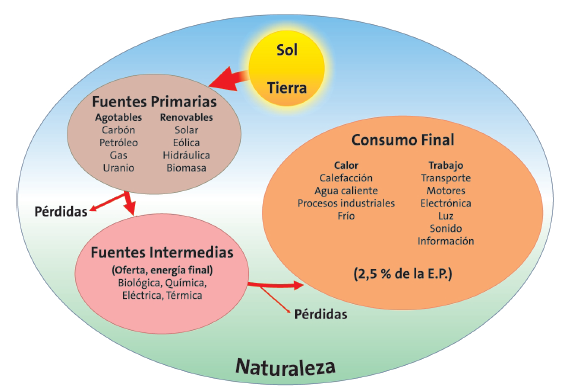 Sol
Tierra
Fuentes Primarias
Agotables Renovables
Carbón Solar
Petróleo Eólica
Gas Hidráulica
Uranio Biomasa
Pérdidas
Fuentes Intermedias
(Oferta, energía final)
Biológica, Química,
Eléctrica, Térmica
Pérdidas
Consumo Final
Calor Trabajo
Calefacción Transporte
Agua caliente Motores
Procesos industriales Electrónica
Frío Luz
Sonido
Información
(2,5 % de la E.P.)
Naturaleza